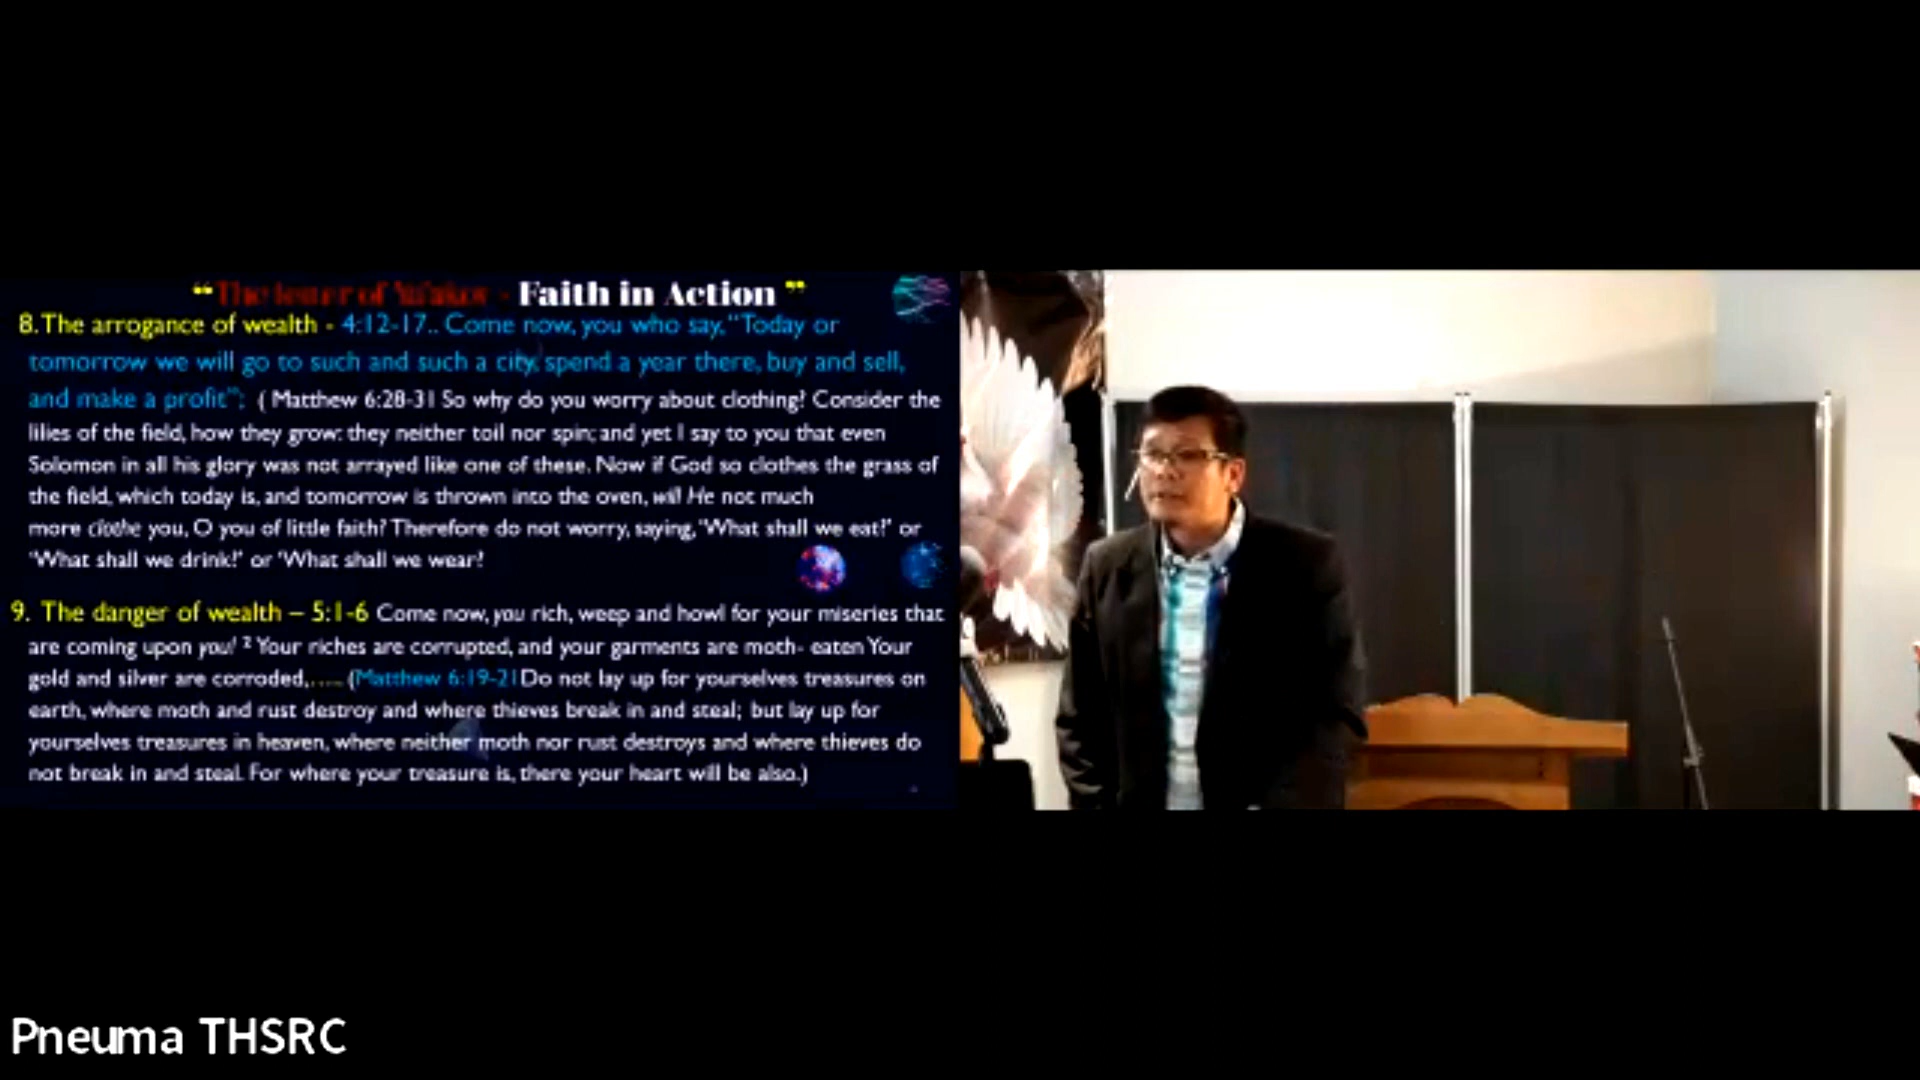 “The letter of Ya'akov - Faith in Action ”
8.The arrogance of wealth - 4:12-17.. Come now, you who say, “Today or
tomorrow we will go to such and such a city, spend a year there, buy and sell,
and make a profit”; ( Matthew 6:28-31 So why do you worry about clothing? Consider the
lilies of the field, how they grow: they neither toil nor spin; and yet I say to you that even
Solomon in all his glory was not arrayed like one of these. Now if God so clothes the grass of
the field, which today is, and tomorrow is thrown into the oven, will He not much
more clothe you, O you of little faith? Therefore do not worry, saying, ‘What shall we eat?’ or
‘What shall we drink?’ or ‘What shall we wear?
9. The danger of wealth – 5:1-6 Come now, you rich, weep and howl for your miseries that
are coming upon you! ² Your riches are corrupted, and your garments are moth- eaten Your
gold and silver are corroded,.... (Matthew 6:19-21Do not lay up for yourselves treasures on
earth, where moth and rust destroy and where thieves break in and steal; but lay up for
yourselves treasures in heaven, where neither moth nor rust destroys and where thieves do
not break in and steal. For where your treasure is, there your heart will be also.)
Pneuma THSRC